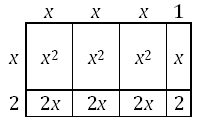 x x x 1
x x² x² x² x
2 2x 2x 2x 2